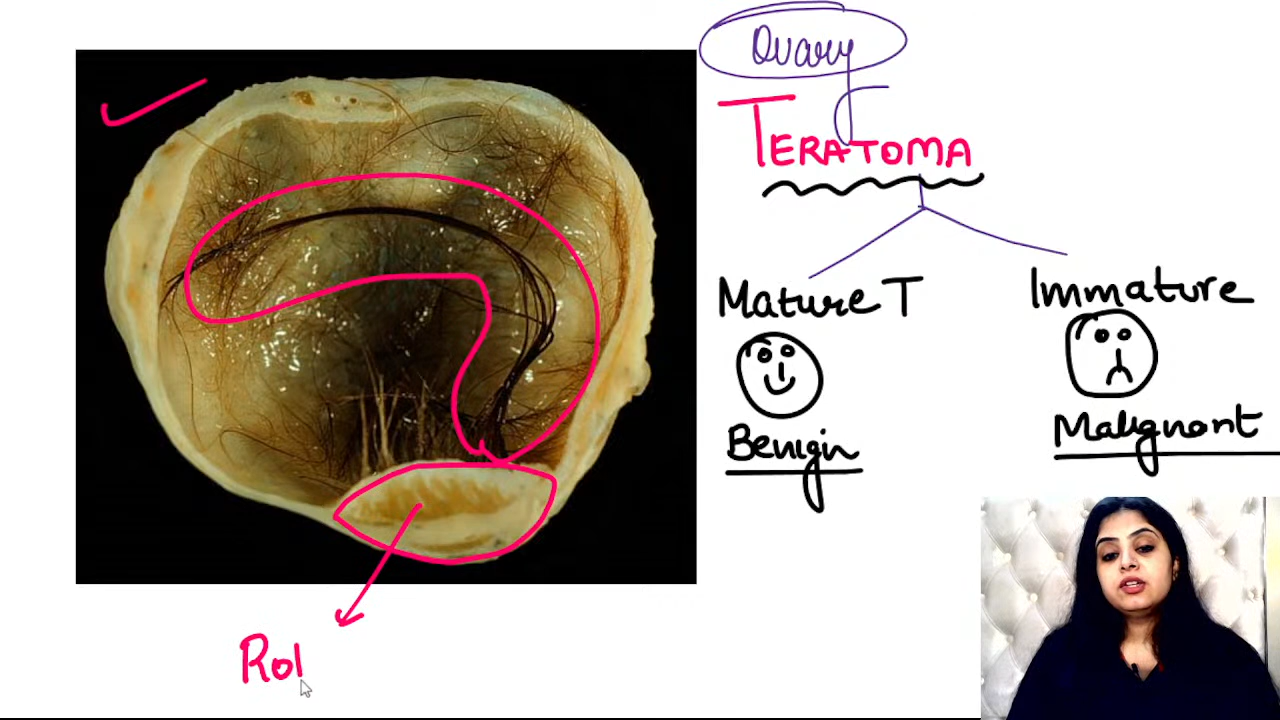 Ovary
TERATOMA
Mature T
Immature
Benign
Malignant
Rol